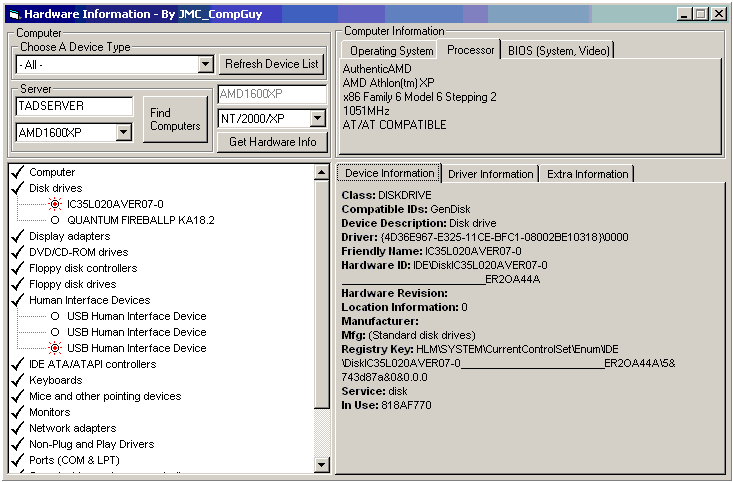 Hardware Information - By JMC_CompGuy
Computer
Choose A Device Type
- All -
Refresh Device List
Server
TADSERVER
AMD1600XP
Find
Computers
AMD1600XP
NT/2000/XP
Get Hardware Info
Computer Information
Operating System
Processor
BIOS (System, Video)
AuthenticAMD
AMD Athlon(tm) XP
x86 Family 6 Model 6 Stepping 2
1051MHz
AT/AT COMPATIBLE
Computer
Disk drives
IC35L020AVER07-0
QUANTUM FIREBALLP KA18.2
Display adapters
DVD/CD-ROM drives
Floppy disk controllers
Floppy disk drives
Human Interface Devices
USB Human Interface Device
USB Human Interface Device
USB Human Interface Device
IDE ATA/ATAPI controllers
Keyboards
Mice and other pointing devices
Monitors
Network adapters
Non-Plug and Play Drivers
Ports (COM & LPT)
Device Information
Driver Information
Extra Information
Class: DISKDRIVE
Compatible IDs: GenDisk
Device Description: Disk drive
Driver: {4D36E967-E325-11CE-BFC1-08002BE10318}\0000
Friendly Name: IC35L020AVER07-0
Hardware ID: IDE\DiskIC35L020AVER07-0
________________________ER2OA44A
Hardware Revision:
Location Information: 0
Manufacturer:
Mfg: (Standard disk drives)
Registry Key: HLM\SYSTEM\CurrentControlSet\Enum\IDE
\DiskIC35L020AVER07-0________________________ER2OA44A\5&
743d87a&0&0.0.0
Service: disk
In Use: 818AF770